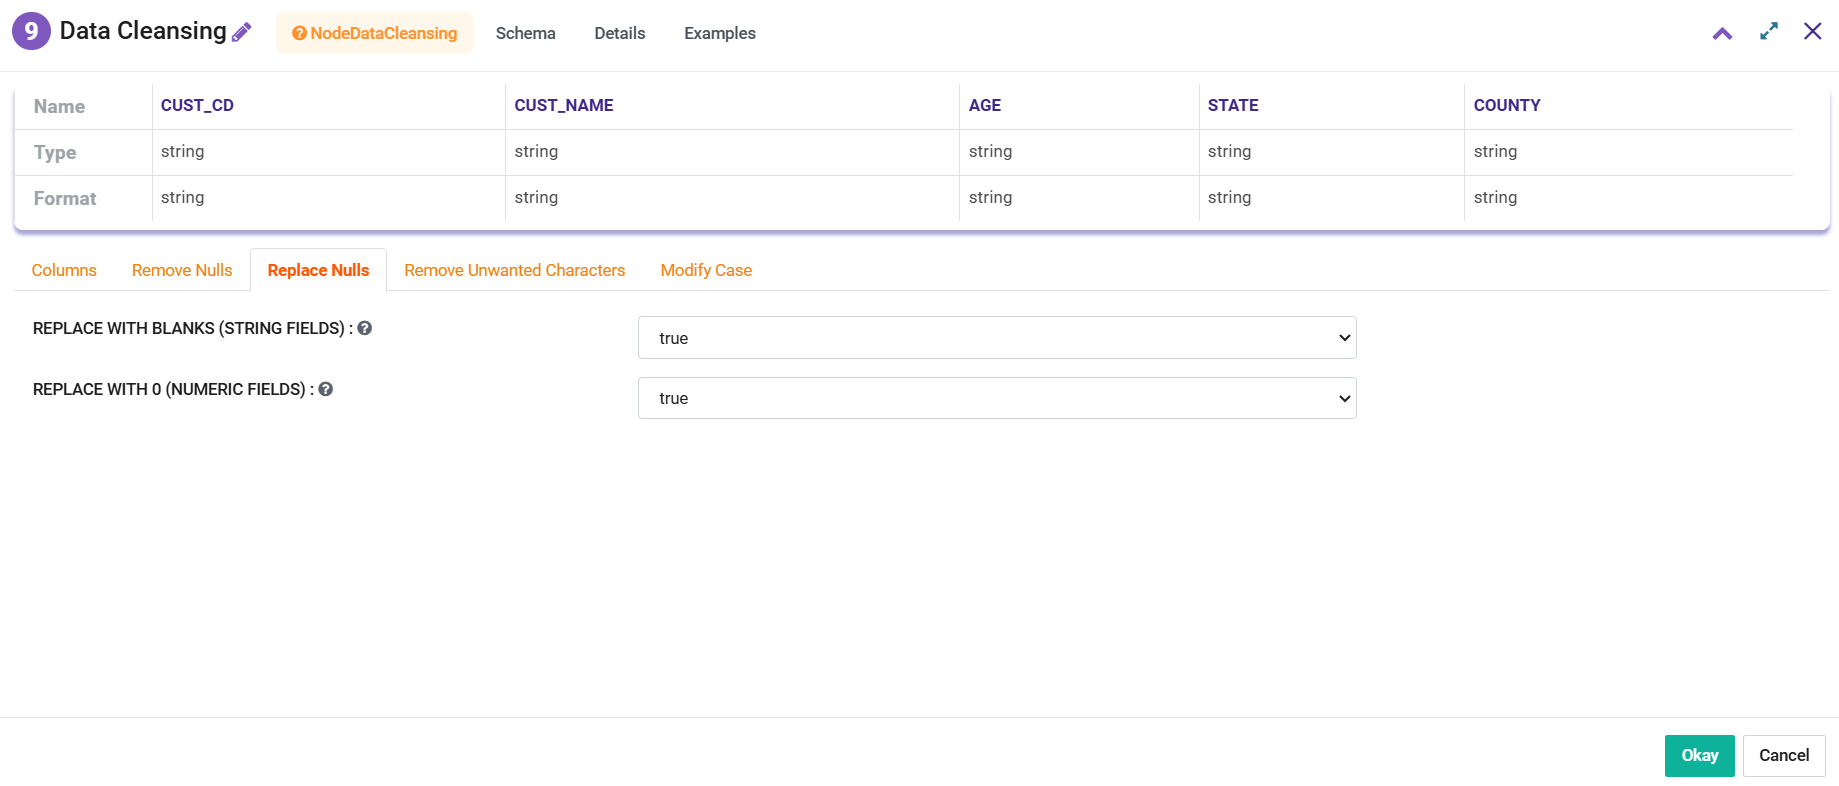 9 Data Cleansing NodeDataCleansing Schema Details Examples
Name CUST_CD CUST_NAME AGE STATE COUNTY
Type string string string string string
Format string string string string string
Columns Remove Nulls Replace Nulls Remove Unwanted Characters Modify Case
REPLACE WITH BLANKS (STRING FIELDS) : true
REPLACE WITH 0 (NUMERIC FIELDS) : true
Okay Cancel